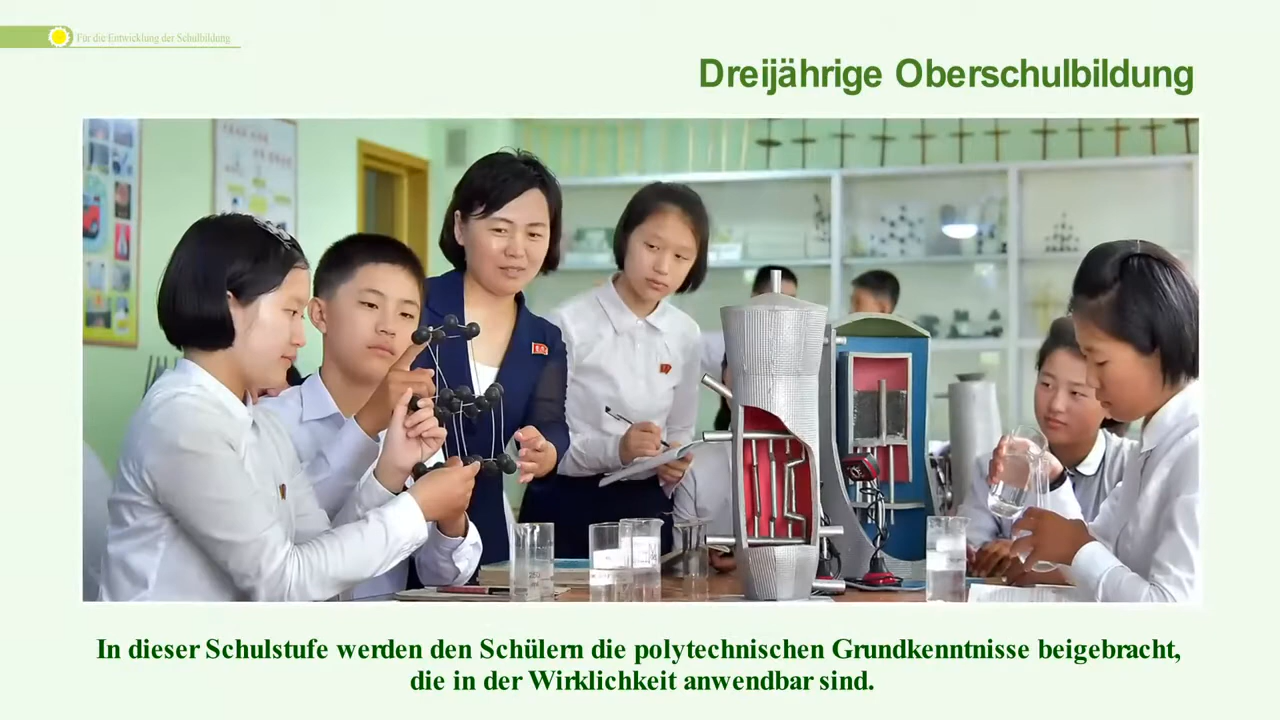 Für die Entwicklung der Schulbildung
Dreijährige Oberschulbildung
In dieser Schulstufe werden den Schülern die polytechnischen Grundkenntnisse beigebracht,
die in der Wirklichkeit anwendbar sind.